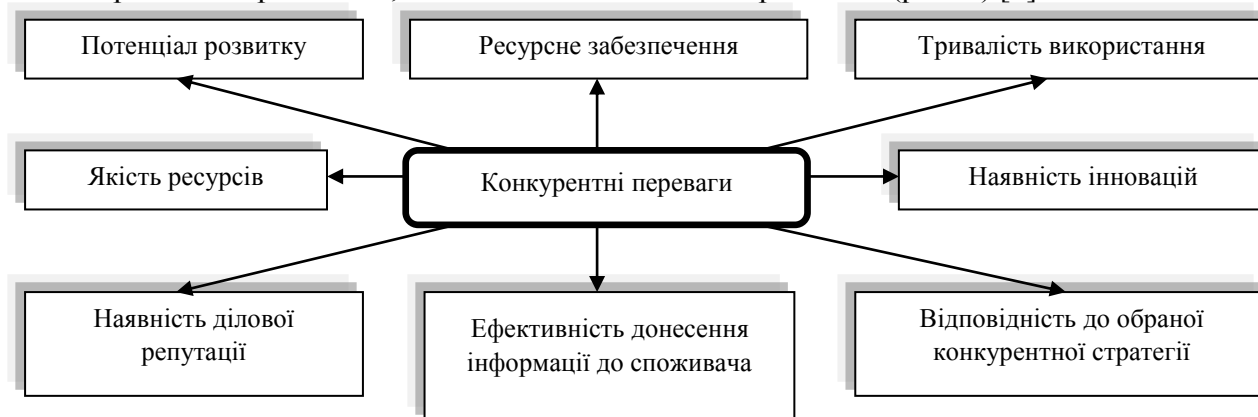 Потенціал розвитку
Ресурсне забезпечення
Тривалість використання
Якість ресурсів
Конкурентні переваги
Наявність інновацій
Наявність ділової
репутації
Ефективність донесення
інформації до споживача
Відповідність до обраної
конкурентної стратегії